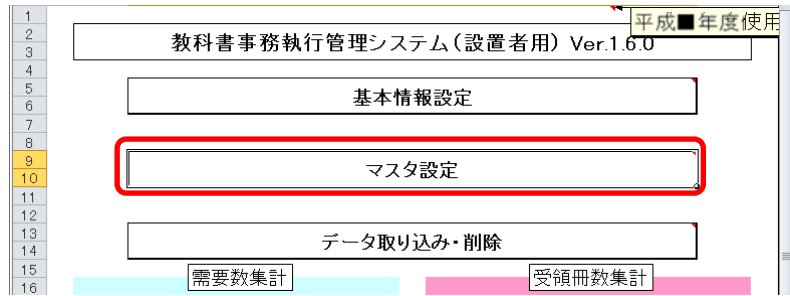 平成■年度使用
1
2
3
教科書事務執行管理システム(設置者用) Ver.1.6.0
4
5
6
基本情報設定
7
8
9
10
マスタ設定
11
12
13
14
データ取り込み・削除
15
16
需要数集計 受領冊数集計